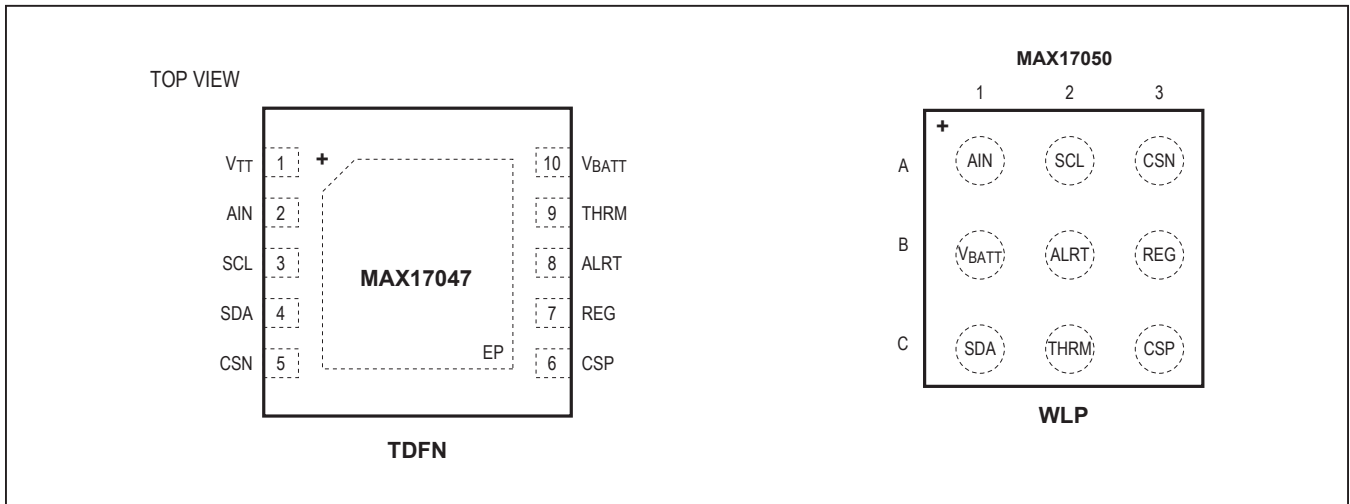 TOP VIEW
VTT 1 + 10 VBATT
AIN 2 9 THRM
SCL 3 8 ALRT
MAX17047
SDA 4 7 REG
EP
CSN 5 6 CSP
TDFN
MAX17050
1 2 3
+
A AIN SCL CSN
B VBATT ALRT REG
C SDA THRM CSP
WLP